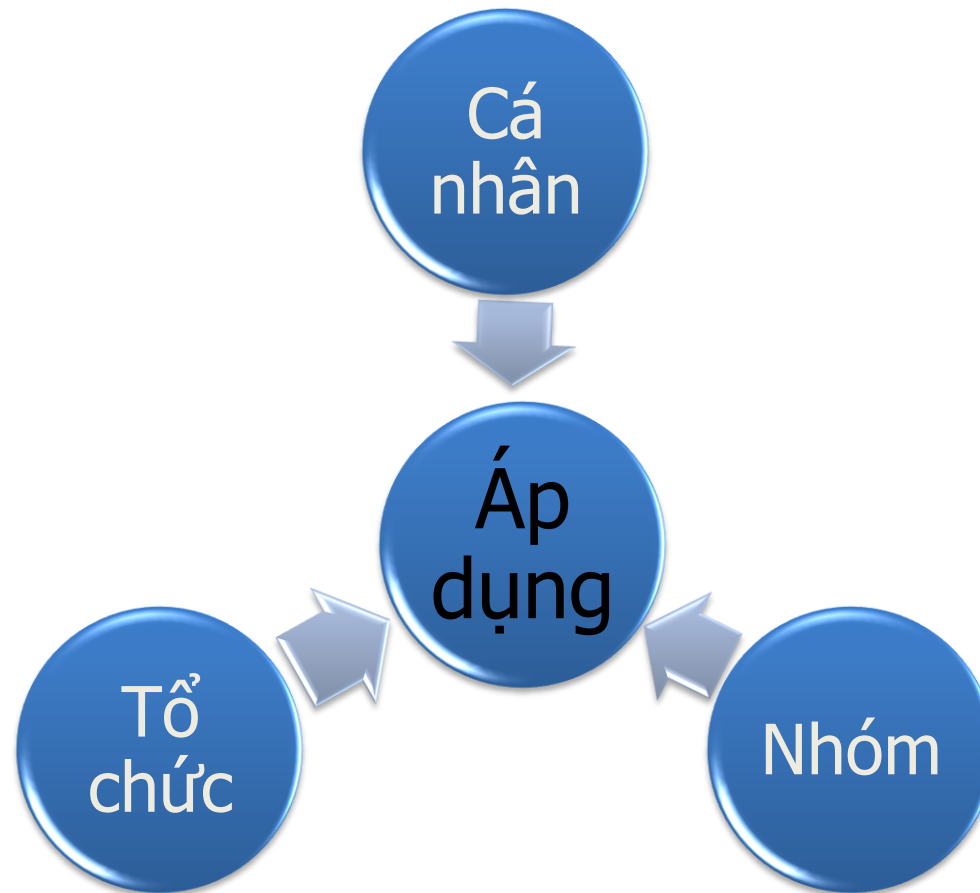 Cá
nhân
Áp
dụng
Tổ
chức
Nhóm